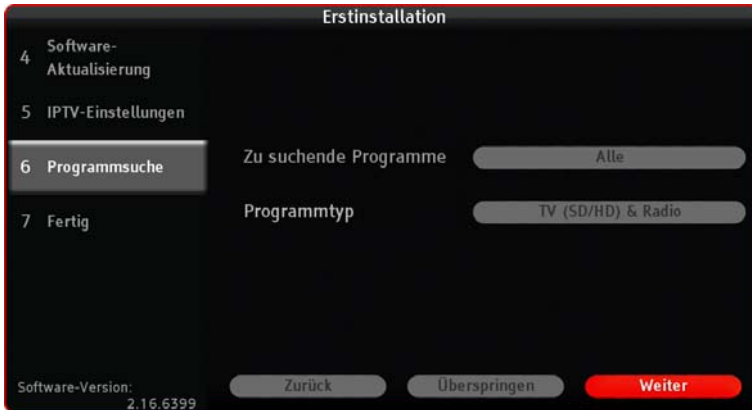 Erstinstallation
4 Software-
Aktualisierung
5 IPTV-Einstellungen
6 Programmsuche
7 Fertig
Zu suchende Programme Alle
Programmtyp TV (SD/HD) & Radio
Software-Version:
2.16.6399
Zurück Überspringen Weiter